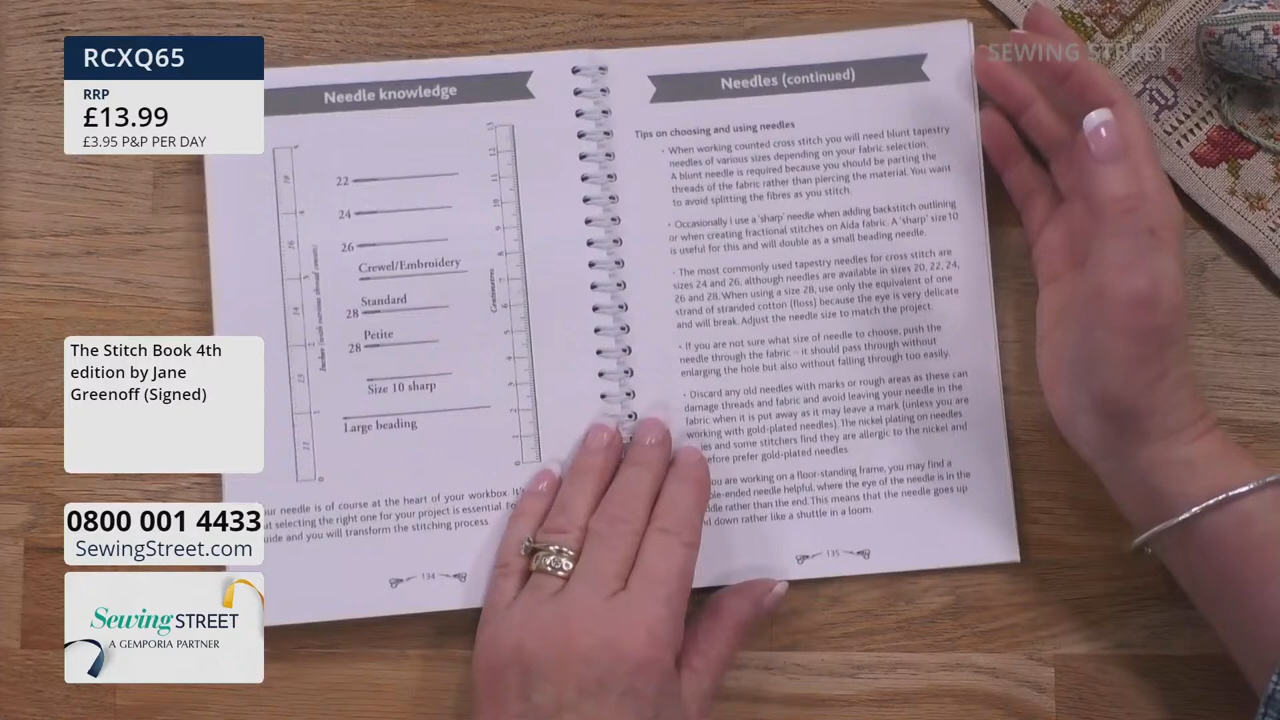 RCXQ65
RRP
£13.99
£3.95 P&P PER DAY
The Stitch Book 4th
edition by Jane
Greenoff (Signed)
0800 001 4433
SewingStreet.com
Sewing STREET
A GEMPORIA PARTNER
SEWING STREET
Needle knowledge
22
24
26
Crewel/Embroidery
Standard
28
Petite
28
Size 10 sharp
Large beading
Centimetres
our needle is of course at the heart of your workbox. It's
selecting the right one for your project is essential.
uide and you will transform the stitching process.
134
Needles (continued)
Tips on choosing and using needles
• When working counted cross stitch you will need blunt tapestry
needles of various sizes depending on your fabric selection.
A blunt needle is required because you should be parting the
threads of the fabric rather than piercing the material. You want
to avoid splitting the fibres as you stitch.
• Occasionally I use a 'sharp' needle when adding backstitch outlining
or when creating fractional stitches on Aida fabric. A 'sharp' size 10
is useful for this and will double as a small beading needle.
• The most commonly used tapestry needles for cross stitch are
sizes 24 and 26, although needles are available in sizes 20, 22, 24,
26 and 28. When using a size 28, use only the equivalent of one
strand of stranded cotton (floss) because the eye is very delicate
and will break. Adjust the needle size to match the project.
• If you are not sure what size of needle to choose, push the
needle through the fabric – it should pass through without
enlarging the hole but also without falling through too easily.
• Discard any old needles with marks or rough areas as these can
damage threads and fabric and avoid leaving your needle in the
fabric when it is put away as it may leave a mark (unless you are
working with gold-plated needles). The nickel plating on needles
ies and some stitchers find they are allergic to the nickel and
efore prefer gold-plated needles.
ou are working on a floor-standing frame, you may find a
le-ended needle helpful, where the eye of the needle is in the
dle rather than the end. This means that the needle goes up
d down rather like a shuttle in a loom.
135